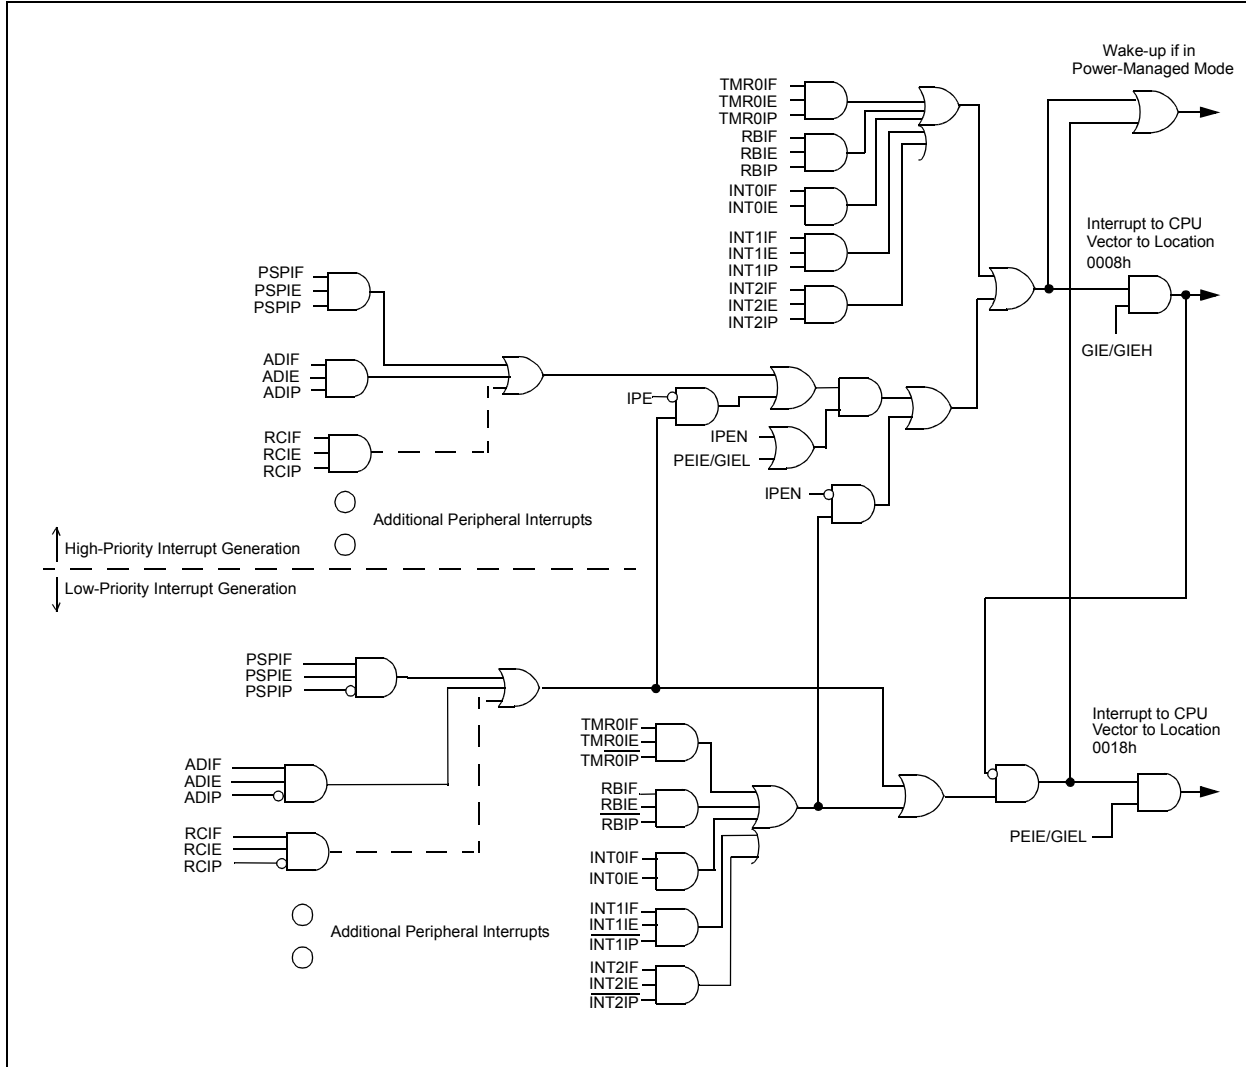 Wake-up if in
Power-Managed Mode
TMR0IF
TMR0IE
TMR0IP
RBIF
RBIE
RBIP
INT0IF
INT0IE
INT1IF
INT1IE
INT1IP
INT2IF
INT2IE
INT2IP
Interrupt to CPU
Vector to Location
0008h
GIE/GIEH
PSPIF
PSPIE
PSPIP
ADIF
ADIE
ADIP
RCIF
RCIE
RCIP
IPE
IPEN
PEIE/GIEL
IPEN
Additional Peripheral Interrupts
High-Priority Interrupt Generation
Low-Priority Interrupt Generation
PSPIF
PSPIE
PSPIP
ADIF
ADIE
ADIP
RCIF
RCIE
RCIP
Additional Peripheral Interrupts
TMR0IF
TMR0IE
TMR0IP
RBIF
RBIE
RBIP
INT0IF
INT0IE
INT1IF
INT1IE
INT1IP
INT2IF
INT2IE
INT2IP
Interrupt to CPU
Vector to Location
0018h
PEIE/GIEL